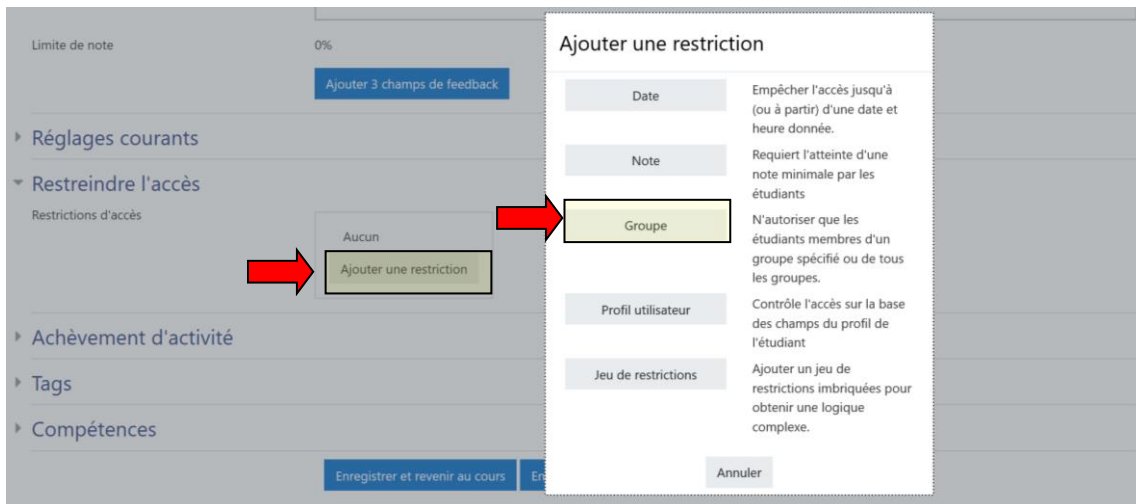 Limite de note
0%
Ajouter 3 champs de feedback
Réglages courants
Restreindre l'accès
Restrictions d'accès
Aucun
Ajouter une restriction
Achèvement d'activité
Tags
Compétences
Enregistrer et revenir au cours
Ajouter une restriction
Date
Empêcher l'accès jusqu'à
(ou à partir) d'une date et
heure donnée.
Note
Requiert l'atteinte d'une
note minimale par les
étudiants
Groupe
N'autoriser que les
étudiants membres d'un
groupe spécifié ou de tous
les groupes.
Profil utilisateur
Contrôle l'accès sur la base
des champs du profil de
l'étudiant
Jeu de restrictions
Ajouter un jeu de
restrictions imbriquées pour
obtenir une logique
complexe.
Annuler